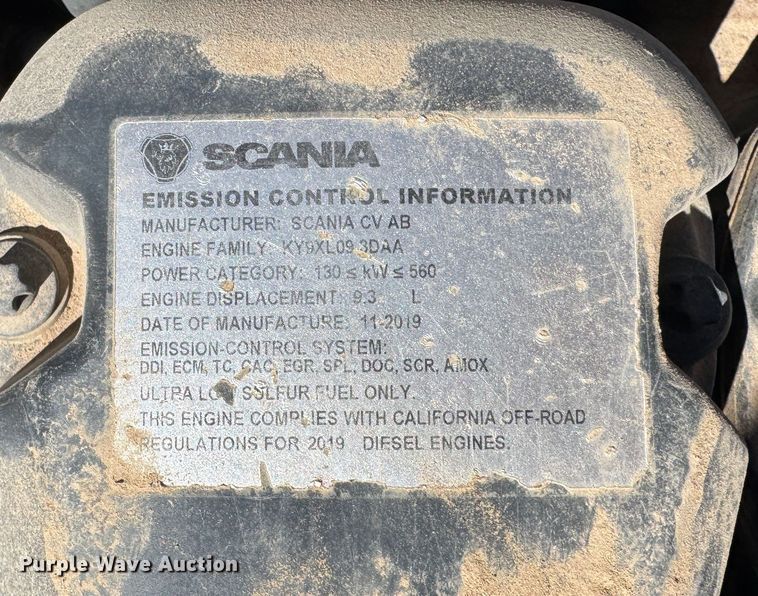 SCANIA
EMISSION CONTROL INFORMATION
MANUFACTURER: SCANIA CV AB
ENGINE FAMILY: KY9XL09.3DAA
POWER CATEGORY: 130 ≤ kW ≤ 560
ENGINE DISPLACEMENT: 9.3 L
DATE OF MANUFACTURE: 11-2019
EMISSION-CONTROL SYSTEM:
DDI, ECM, TC, CAC, EGR, SPL, DOC, SCR, AMOX
ULTRA LOW SULFUR FUEL ONLY.
THIS ENGINE COMPLIES WITH CALIFORNIA OFF-ROAD
REGULATIONS FOR 2019 DIESEL ENGINES.
Purple Wave Auction